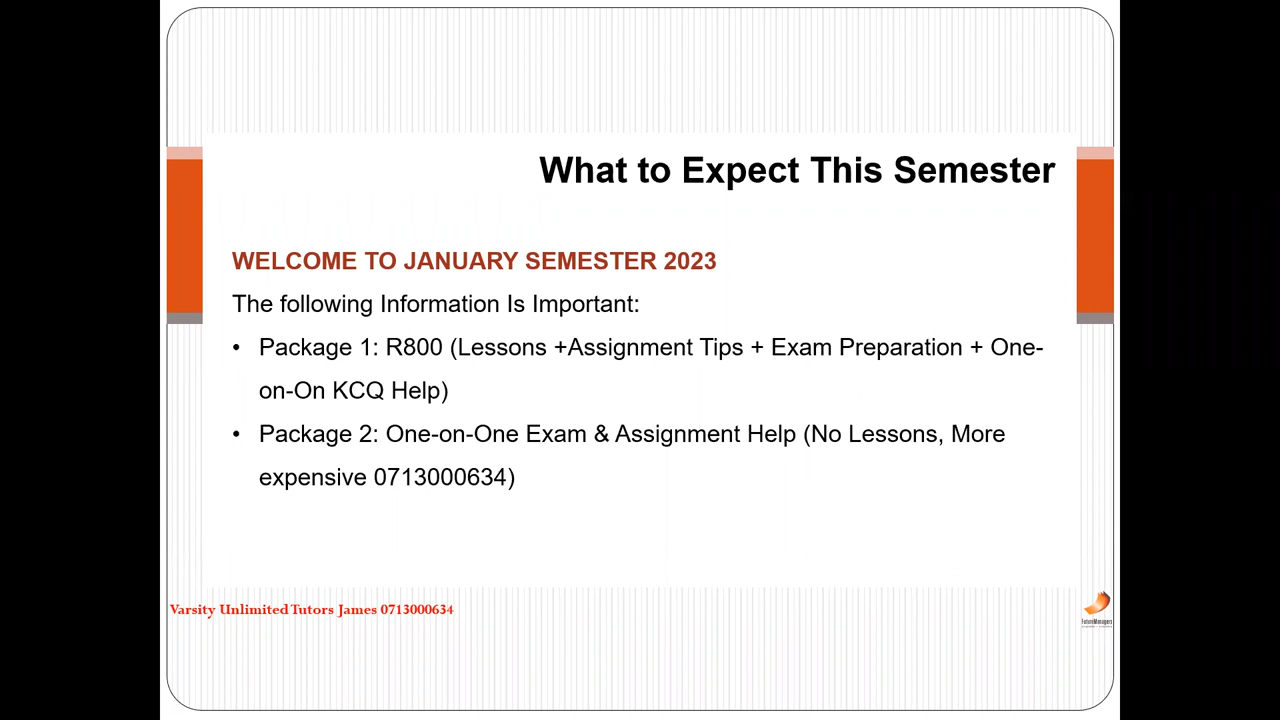 What to Expect This Semester
WELCOME TO JANUARY SEMESTER 2023
The following Information Is Important:
• Package 1: R800 (Lessons +Assignment Tips + Exam Preparation + One-
on-On KCQ Help)
• Package 2: One-on-One Exam & Assignment Help (No Lessons, More
expensive 0713000634)
Varsity Unlimited Tutors James 0713000634
FutureManagers